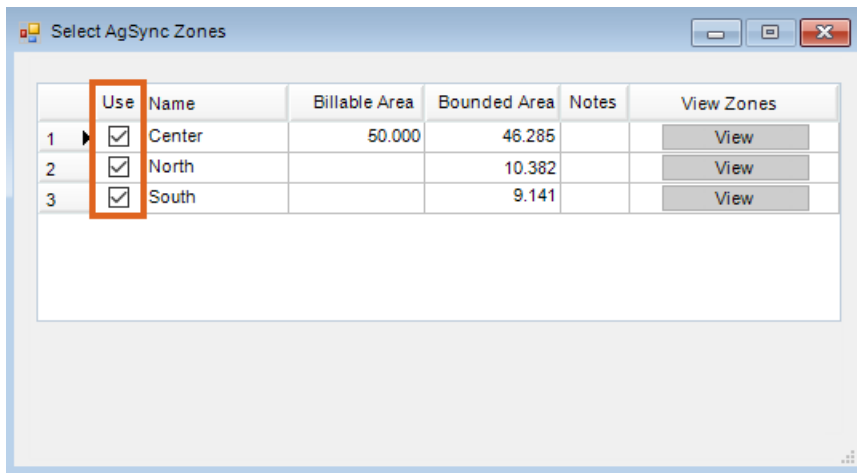 Select AgSync Zones
Use Name Billable Area Bounded Area Notes View Zones
1 Center 50.000 46.285 View
2 North 10.382 View
3 South 9.141 View